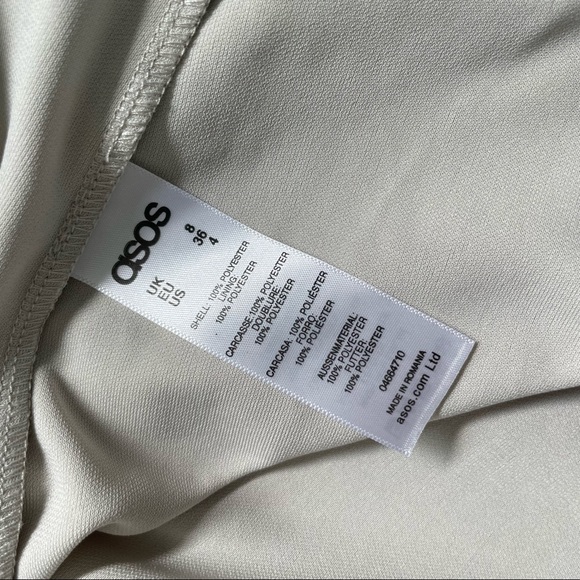 asos
UK 8
EU 36
US 4
SHELL: 100% POLYESTER
LINING:
100% POLYESTER
CARCASSE:100% POLYESTER
DOUBLURE:
100% POLYESTER
CARCASA: 100% POLIÉSTER
FORRO:
100% POLIÉSTER
AUSSENMATERIAL:
100% POLYESTER
FUTTER:
100% POLYESTER
04664710
MADE IN ROMANIA
asos.com Ltd